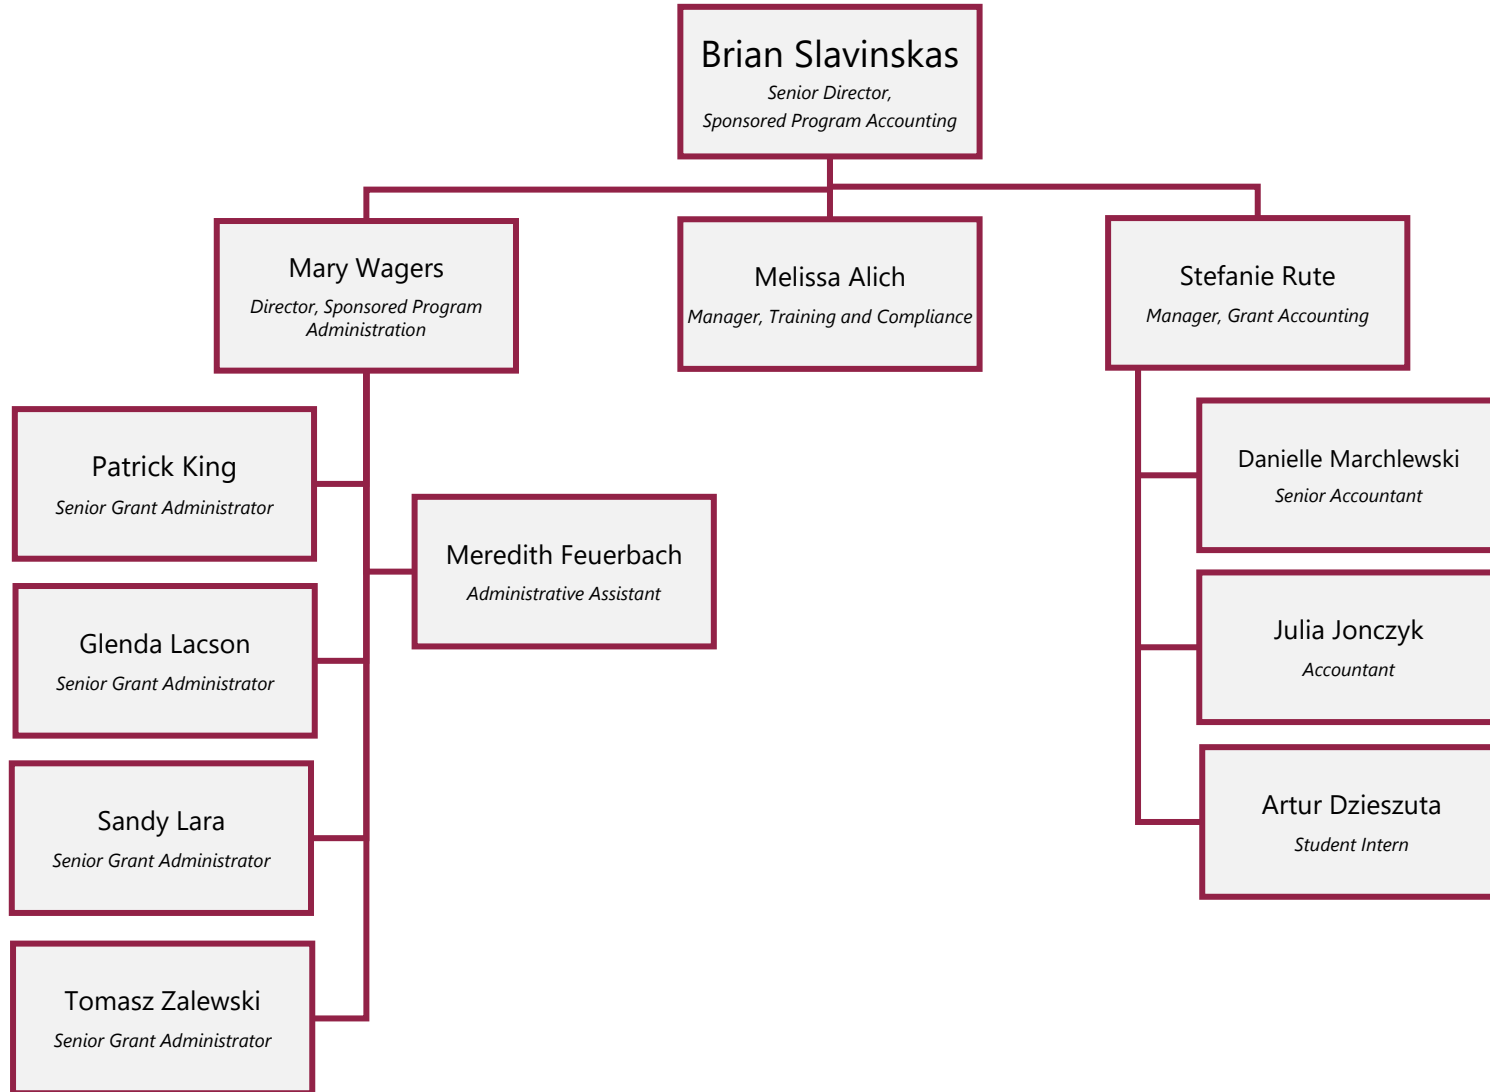 Brian Slavinskas
Senior Director,
Sponsored Program Accounting
Mary Wagers
Director, Sponsored Program
Administration
Melissa Alich
Manager, Training and Compliance
Stefanie Rute
Manager, Grant Accounting
Patrick King
Senior Grant Administrator
Meredith Feuerbach
Administrative Assistant
Glenda Lacson
Senior Grant Administrator
Sandy Lara
Senior Grant Administrator
Tomasz Zalewski
Senior Grant Administrator
Danielle Marchlewski
Senior Accountant
Julia Jonczyk
Accountant
Artur Dzieszuta
Student Intern